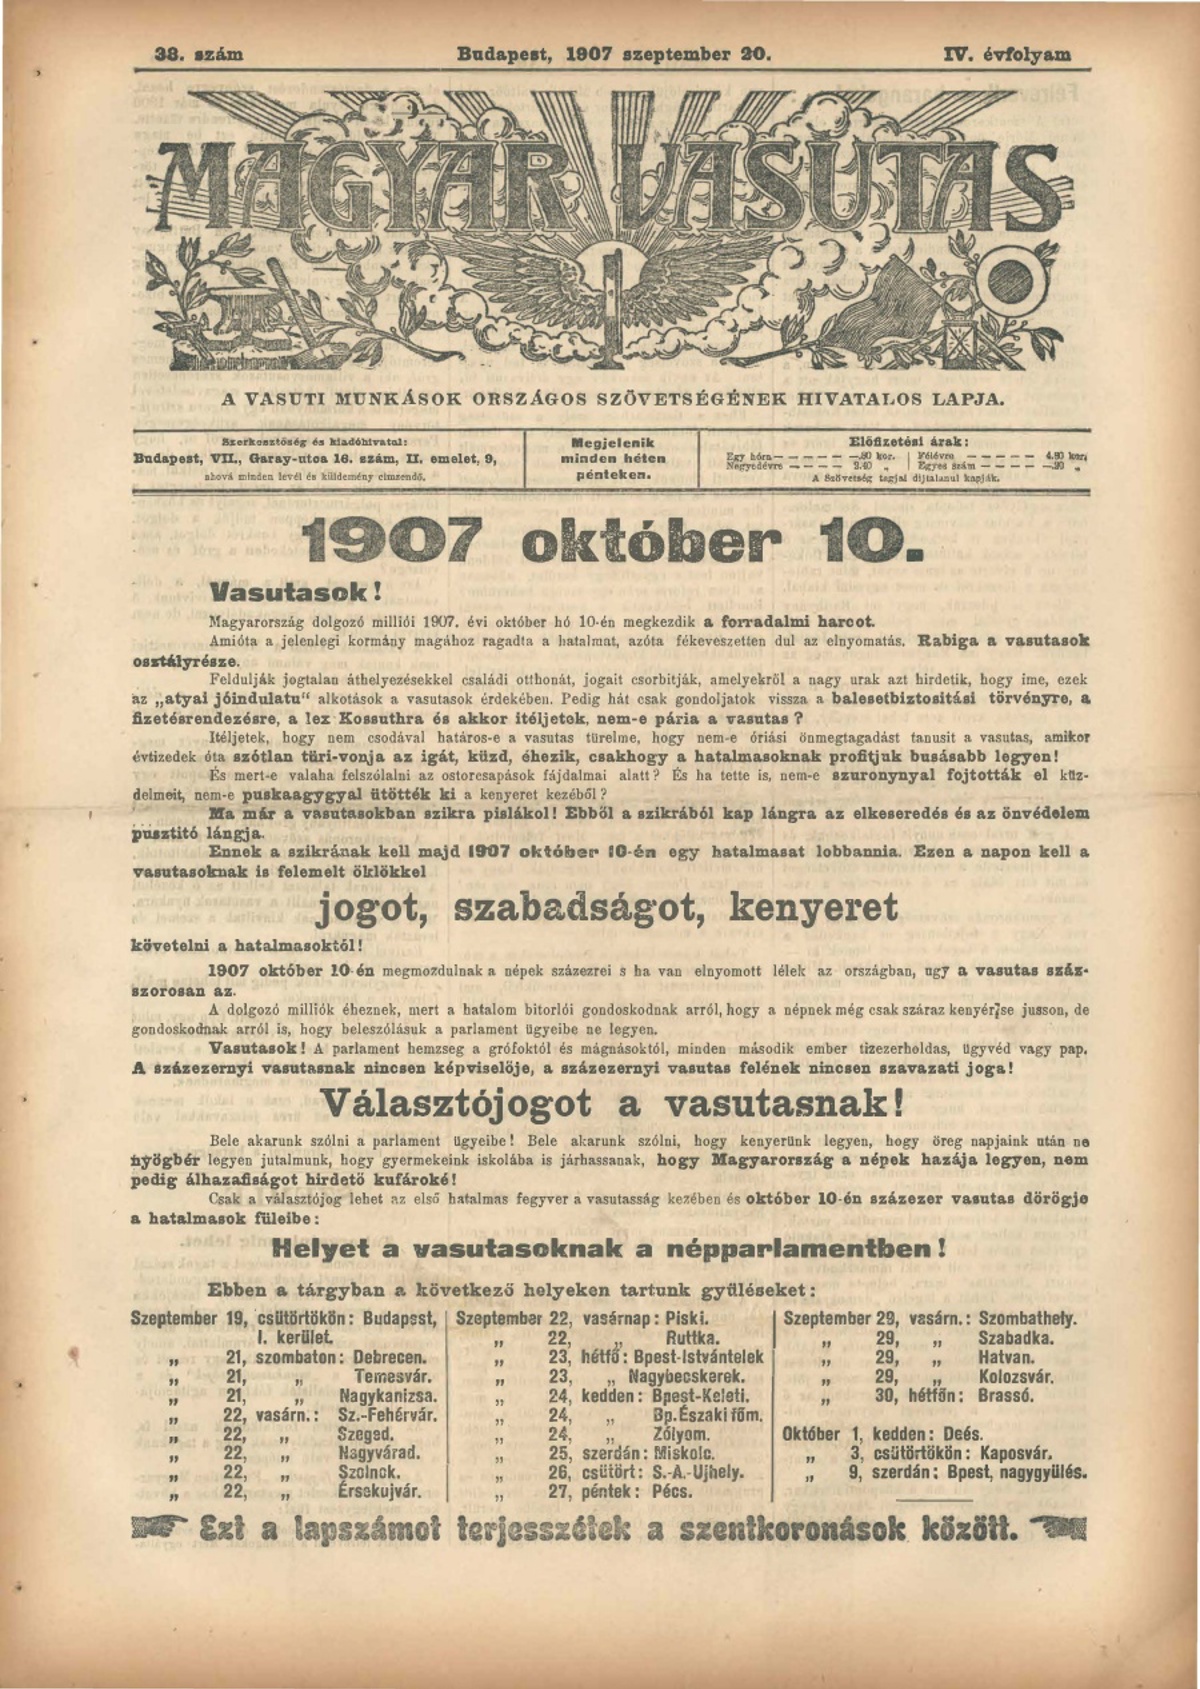 38. szám Budapest, 1907 szeptember 20. IV. évfolyam
MAGYAR VASUTAS
A VASUTI MUNKÁSOK ORSZÁGOS SZÖVETSÉGÉNEK HIVATALOS LAPJA.
Szerkesztőség és kiadóhivatal:
Budapest, VII., Garay-utca 16. szám, II. emelet, 9,
ahová minden levél és küldemény címzendő.
Megjelenik
minden héten
pénteken.
Előfizetési árak:
Egy hóra — — — — — —.80 kor. | Félévre — — — — — 4.80 kor.
Negyedévre — — — — 2.40 „ | Egyes szám — — — — —.20 „
A Szövetség tagjai dijtalanul kapják.
1907 október 10.
Vasutasok!
Magyarország dolgozó milliói 1907. évi október hó 10-én megkezdik a forradalmi harcot.
Amióta a jelenlegi kormány magához ragadta a hatalmat, azóta fékeveszetten dul az elnyomatás. Rabiga a vasutasok
osztályrésze.
Feldulják jogtalan áthelyezésekkel családi otthonát, jogait csorbitják, amelyekről a nagy urak azt hirdetik, hogy ime, ezek
az „atyai jóindulatu“ alkotások a vasutasok érdekében. Pedig hát csak gondoljatok vissza a balesetbiztositási törvényre, a
fizetésrendezésre, a lex Kossuthra és akkor itéljetek, nem-e pária a vasutas?
Itéljetek, hogy nem csodával határos-e a vasutas türelme, hogy nem-e óriási önmegtagadást tanusit a vasutas, amikor
évtizedek óta szótlan türi-vonja az igát, küzd, éhezik, csakhogy a hatalmasoknak profitjuk busásabb legyen!
És mert-e valaha felszólalni az ostorcsapások fájdalmai alatt? És ha tette is, nem-e szuronynyal fojtották el küz-
delmeit, nem-e puskaagygyal ütötték ki a kenyeret kezéből?
Ma már a vasutasokban szikra pislákol! Ebből a szikrából kap lángra az elkeseredés és az önvédelem
pusztitó lángja.
Ennek a szikrának kell majd 1907 október 10-én egy hatalmasat lobbannia. Ezen a napon kell a
vasutasoknak is felemelt öklökkel
jogot, szabadságot, kenyeret
követelni a hatalmasoktól!
1907 október 10-én megmozdulnak a népek százezrei s ha van elnyomott lélek az országban, ugy a vasutas száz-
szorosan az.
A dolgozó milliók éheznek, mert a hatalom bitorlói gondoskodnak arról, hogy a népnek még csak száraz kenyérre se jusson, de
gondoskodnak arról is, hogy beleszólásuk a parlament ügyeibe ne legyen.
Vasutasok! A parlament hemzseg a grófoktól és mágnásoktól, minden második ember tizezerholdas, ügyvéd vagy pap.
A százezernyi vasutasnak nincsen képviselője, a százezernyi vasutas felének nincsen szavazati joga!
Választójogot a vasutasnak!
Bele akarunk szólni a parlament ügyeibe! Bele akarunk szólni, hogy kenyerünk legyen, hogy öreg napjaink után ne
nyögbér legyen jutalmunk, hogy gyermekeink iskolába is járhassanak, hogy Magyarország a népek hazája legyen, nem
pedig álhazafiságot hirdető kufároké!
Csak a választójog lehet az első hatalmas fegyver a vasutasság kezében és október 10-én százezer vasutas dörögje
a hatalmasok füleibe:
Helyet a vasutasoknak a népparlamentben!
Ebben a tárgyban a következő helyeken tartunk gyüléseket:
Szeptember 19, csütörtökön: Budapest,
I. kerület.
„ 21, szombaton: Debrecen.
„ 21, „ Temesvár.
„ 21, „ Nagykanizsa.
„ 22, vasárn.: Sz.-Fehérvár.
„ 22, „ Szeged.
„ 22, „ Nagyvárad.
„ 22, „ Szolnok.
„ 22, „ Érsekujvár.
Szeptember 22, vasárnap: Piski.
„ 22, „ Ruttka.
„ 23, hétfő: Bpest-Istvántelek
„ 23, „ Nagybecskerek.
„ 24, kedden: Bpest-Keleti.
„ 24, „ Bp.Északi főm.
„ 24, „ Zólyom.
„ 25, szerdán: Miskolc.
„ 26, csütört: S.-A.-Ujhely.
„ 27, péntek: Pécs.
Szeptember 29, vasárn.: Szombathely.
„ 29, „ Szabadka.
„ 29, „ Hatvan.
„ 29, „ Kolozsvár.
„ 30, hétfőn: Brassó.
Október 1, kedden: Deés.
„ 3, csütörtökön: Kaposvár.
„ 9, szerdán: Bpest, nagygyülés.
Ezt a lapszámot terjesszétek a szentkoronások között.